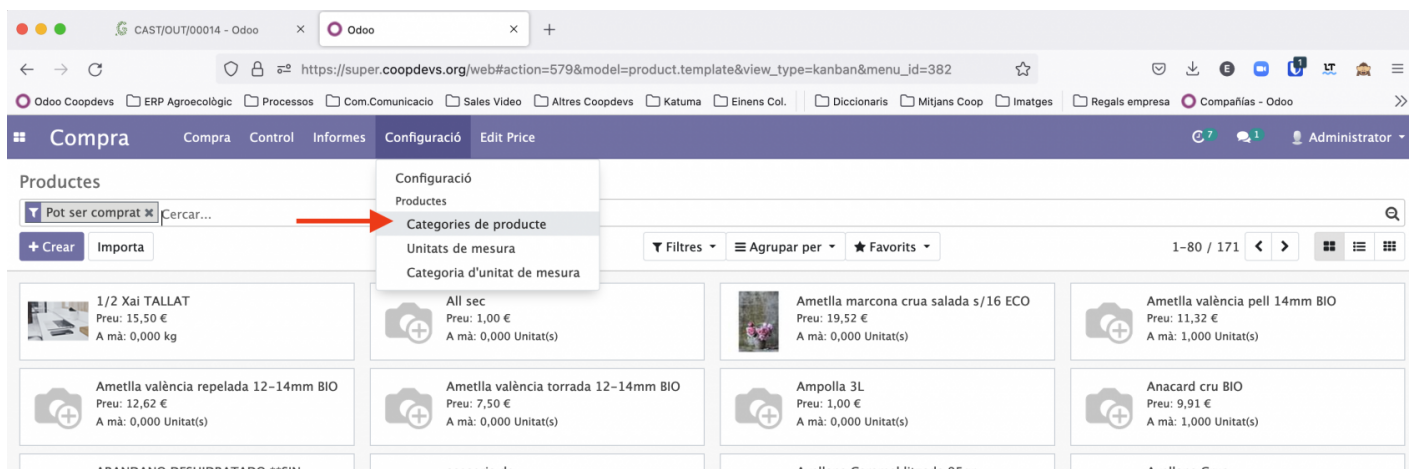 CAST/OUT/00014 - Odoo
Odoo
https://super.coopdevs.org/web#action=579&model=product.template&view_type=kanban&menu_id=382
Odoo Coopdevs ERP Agroecològic Processos Com.Comunicacio Sales Video Altres Coopdevs Katuma Einens Col. Diccionaris Mitjans Coop Imatges Regals empresa Compañías - Odoo
Compra Compra Control Informes Configuració Edit Price 7 1 Administrator
Productes
Configuració
Productes
Categories de producte
Unitats de mesura
Categoria d'unitat de mesura
Pot ser comprat Cercar...
+ Crear Importa Filtres Agrupar per Favorits 1-80 / 171
1/2 Xai TALLAT
Preu: 15,50 €
A mà: 0,000 kg
All sec
Preu: 1,00 €
A mà: 0,000 Unitat(s)
Ametlla marcona crua salada s/16 ECO
Preu: 19,52 €
A mà: 0,000 Unitat(s)
Ametlla valència pell 14mm BIO
Preu: 11,32 €
A mà: 1,000 Unitat(s)
Ametlla valència repelada 12-14mm BIO
Preu: 12,62 €
A mà: 0,000 Unitat(s)
Ametlla valència torrada 12-14mm BIO
Preu: 7,50 €
A mà: 0,000 Unitat(s)
Ampolla 3L
Preu: 1,00 €
A mà: 0,000 Unitat(s)
Anacard cru BIO
Preu: 9,91 €
A mà: 1,000 Unitat(s)